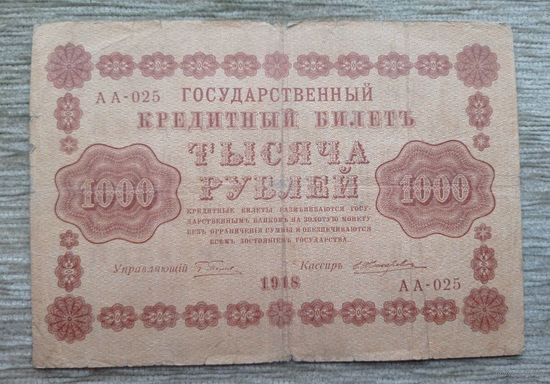 АА-025 ГОСУДАРСТВЕННЫЙ
КРЕДИТНЫЙ БИЛЕТЪ
ТЫСЯЧА
1000 РУБЛЕЙ 1000
КРЕДИТНЫЕ БИЛЕТЫ РАЗМѢНИВАЮТСЯ ГОСУ-
ДАРСТВЕННЫМЪ БАНКОМЪ НА ЗОЛОТУЮ МОНЕТУ
БЕЗЪ ОГРАНИЧЕНІЯ СУММЫ И ОБЕЗПЕЧИВАЮТСЯ
ВСѢМЪ ДОСТОЯНІЕМЪ ГОСУДАРСТВА.
Управляющій
Кассиръ
1918
АА-025